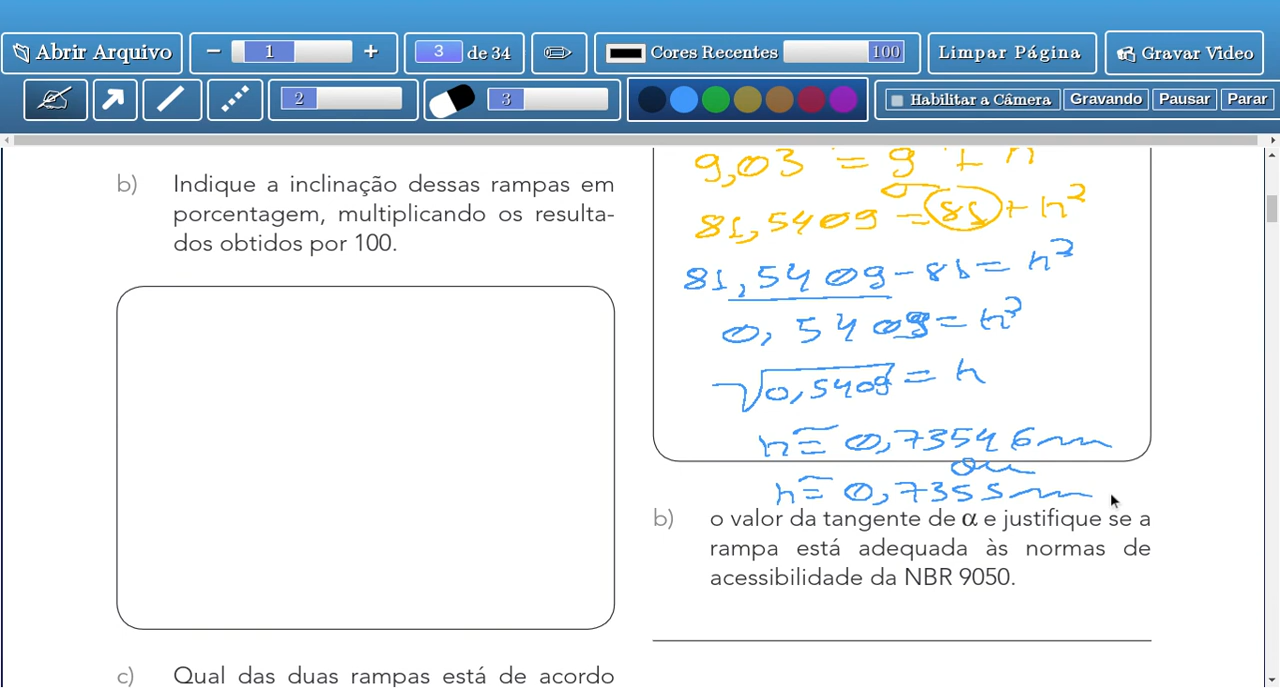 Abrir Arquivo − 1 + 3 de 34 Cores Recentes 100 Limpar Página Gravar Video
2 3 Habilitar a Câmera Gravando Pausar Parar
b) Indique a inclinação dessas rampas em
porcentagem, multiplicando os resulta-
dos obtidos por 100.
c) Qual das duas rampas está de acordo
9,03 = 9 + h
81,5409 = 81 + h²
81,5409 - 81 = h²
0,5409 = h²
√0,5409 = h
h ≅ 0,73546 m
ou
h ≅ 0,7355 m
b) o valor da tangente de α e justifique se a
rampa está adequada às normas de
acessibilidade da NBR 9050.